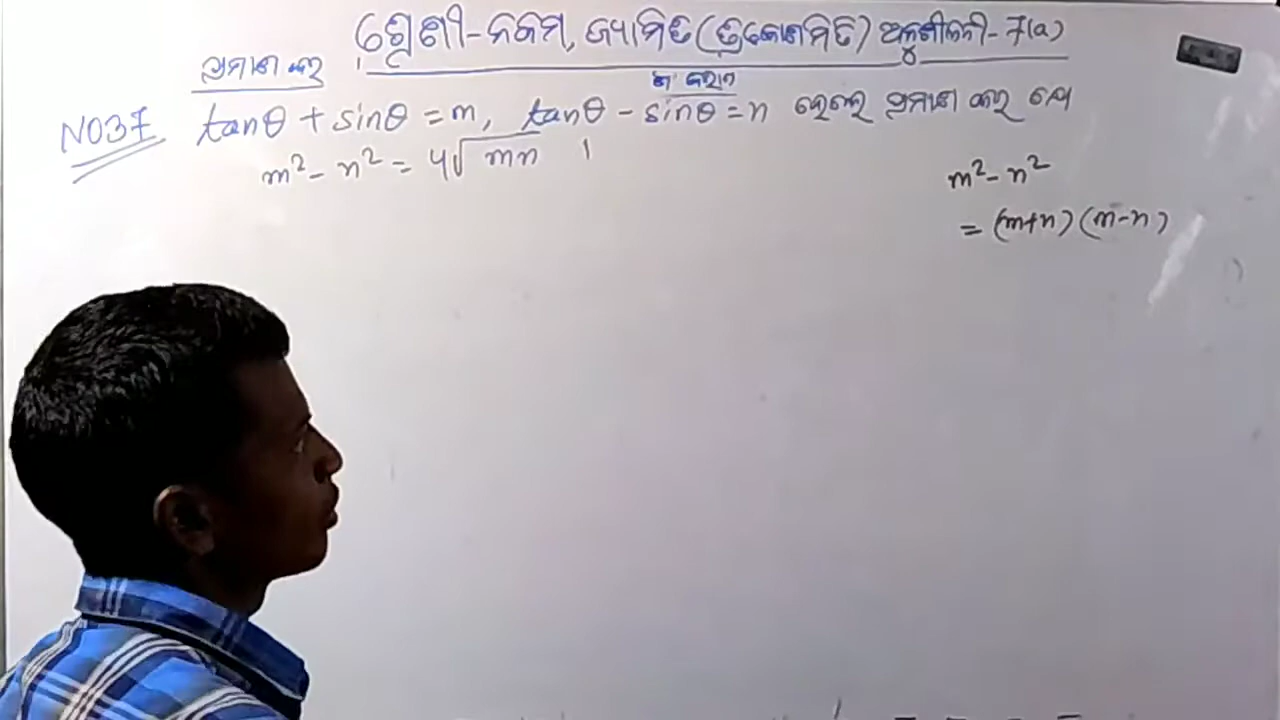 ଶ୍ରେଣୀ-ନବମ, ଜ୍ୟାମିତି (ତ୍ରିକୋଣମିତି) ଅନୁଶୀଳନୀ-7(a)
ପ୍ରମାଣ କର
NO37 tanθ + sinθ = m, tanθ - sinθ = n ହେଲେ ପ୍ରମାଣ କର ଯେ
m² - n² = 4√mn ।
m² - n²
= (m+n) (m-n)